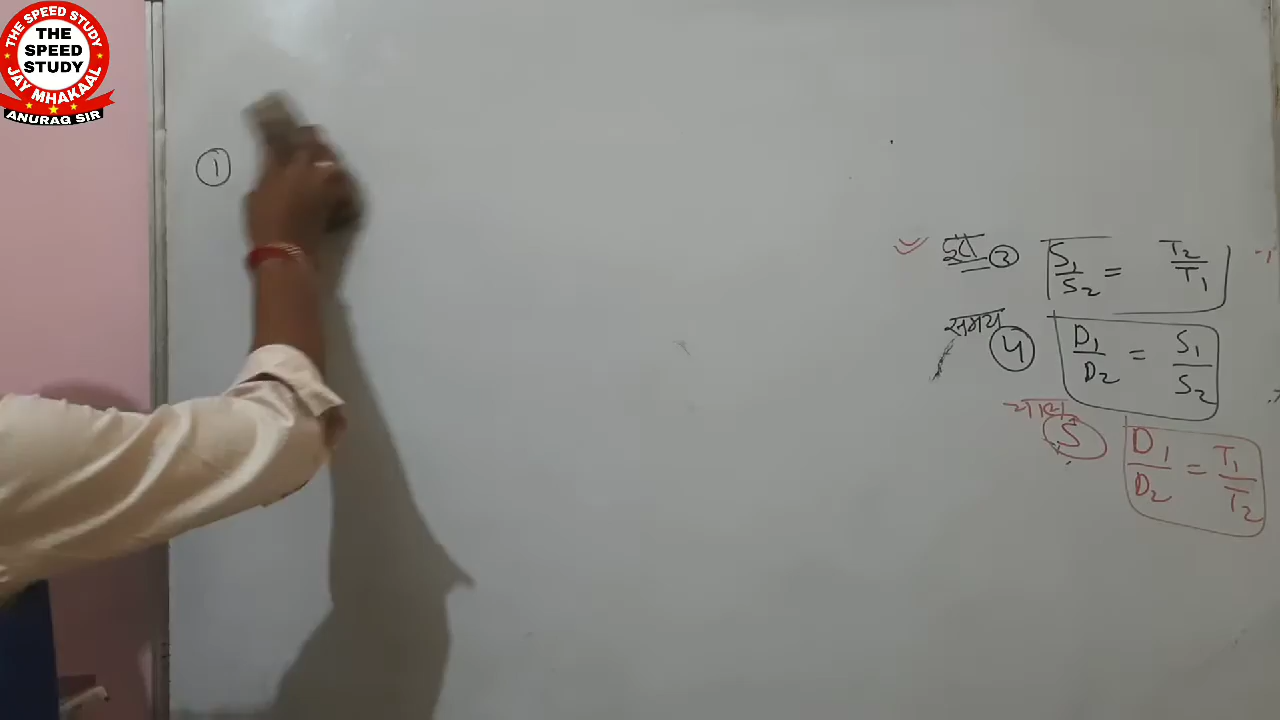 THE SPEED STUDY
THE
SPEED
STUDY
JAY MHAKAAL
ANURAG SIR
①
③ S₁/S₂ = T₂/T₁
समय ④ D₁/D₂ = S₁/S₂
चाल 5 D₁/D₂ = T₁/T₂